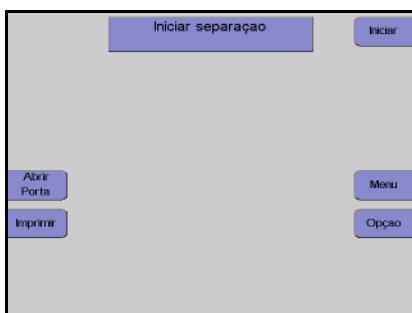 Iniciar separaçao
Iniciar
Abrir
Porta
Menu
Imprimir
Opçao